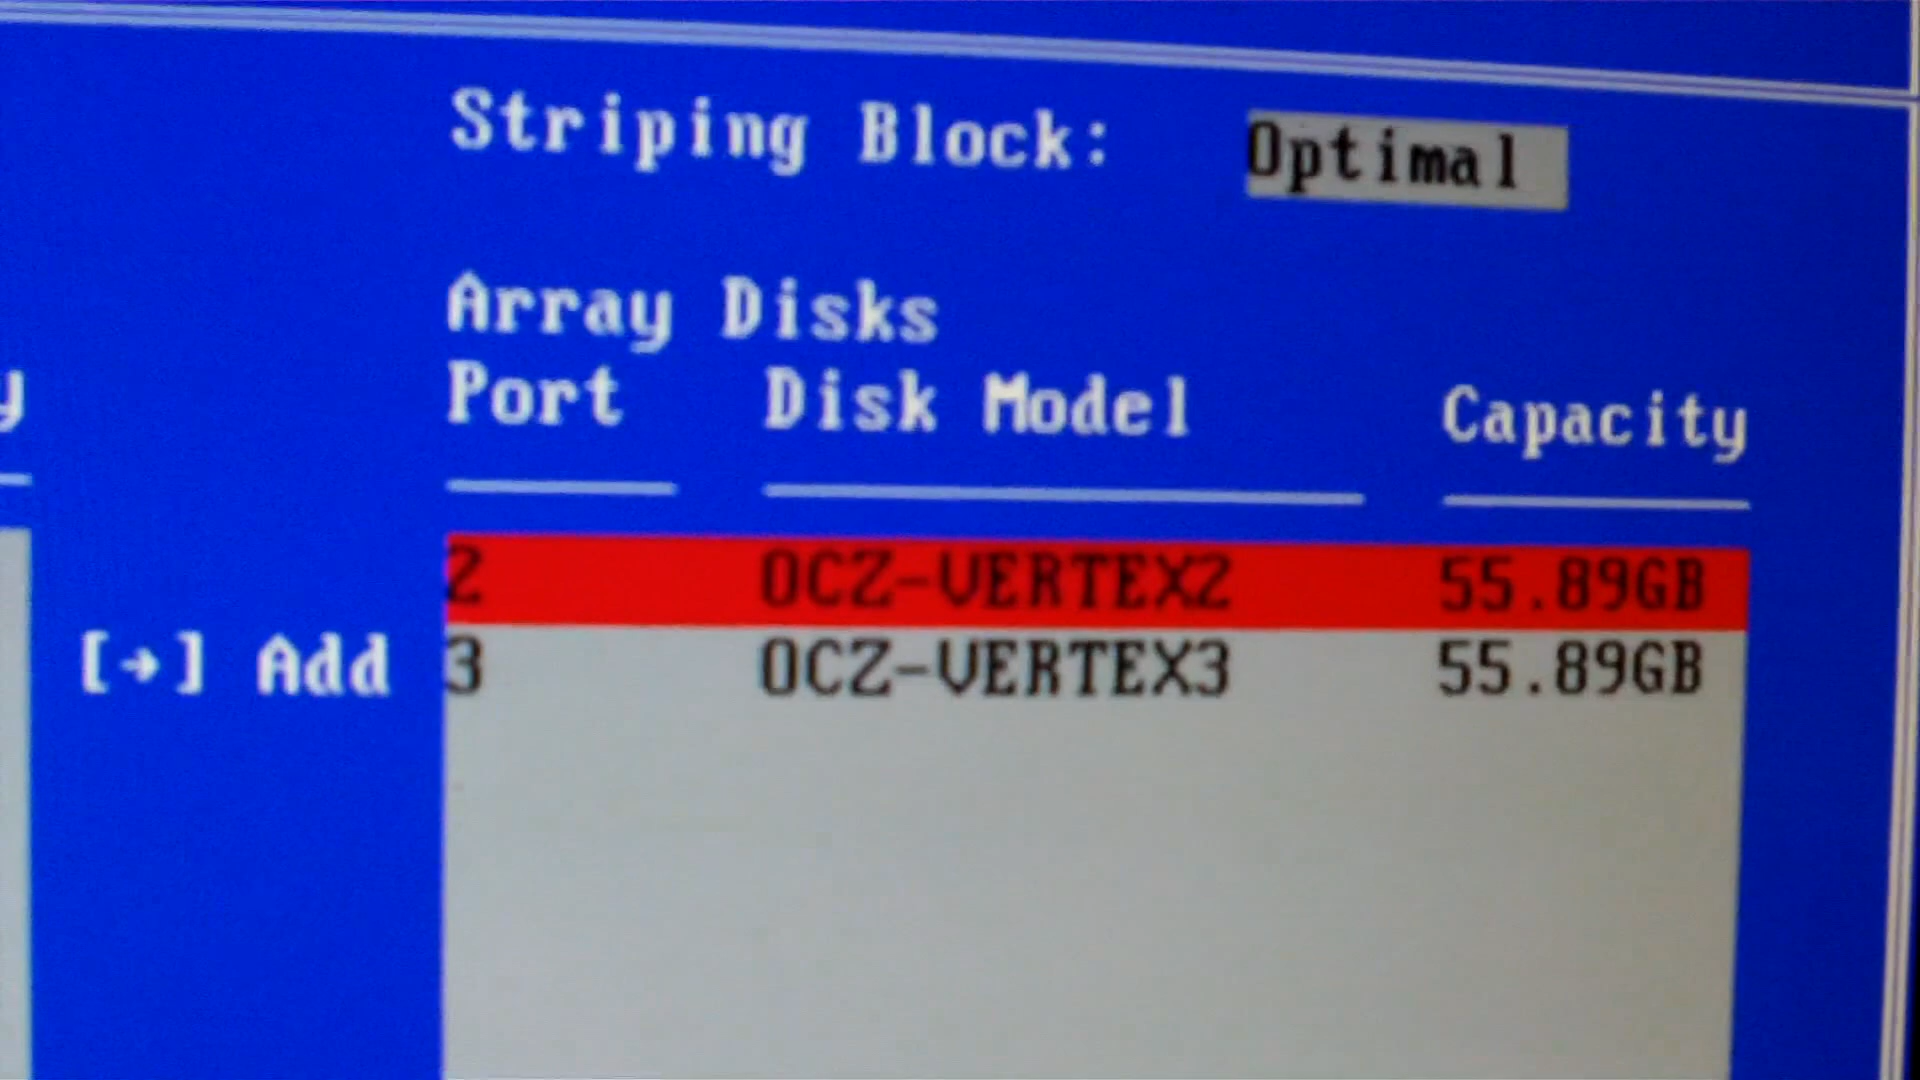 Striping Block: Optimal
Array Disks
y Port Disk Model Capacity
2 OCZ-VERTEX2 55.89GB
[→] Add 3 OCZ-VERTEX3 55.89GB